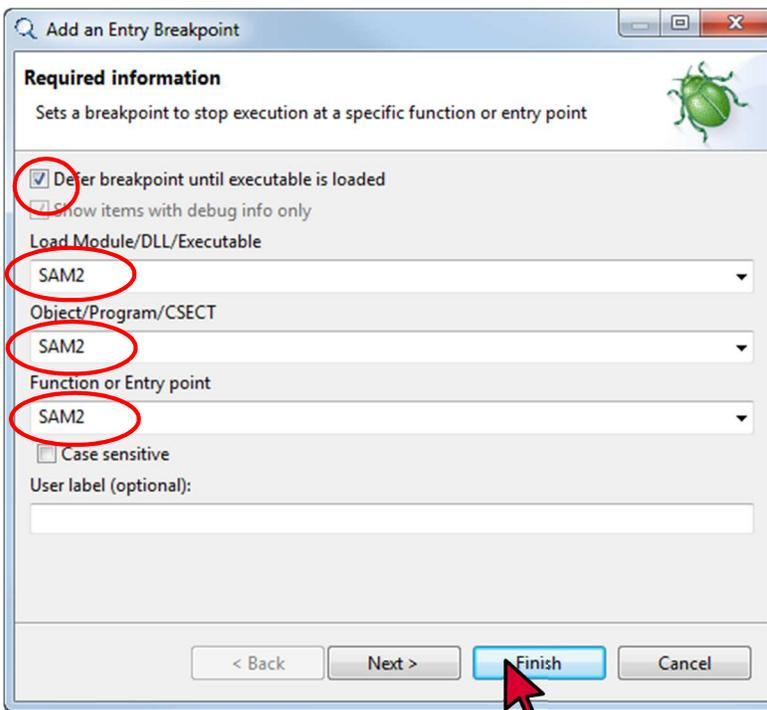 Add an Entry Breakpoint
Required information
Sets a breakpoint to stop execution at a specific function or entry point
Defer breakpoint until executable is loaded
Show items with debug info only
Load Module/DLL/Executable
SAM2
Object/Program/CSECT
SAM2
Function or Entry point
SAM2
Case sensitive
User label (optional):
< Back Next > Finish Cancel